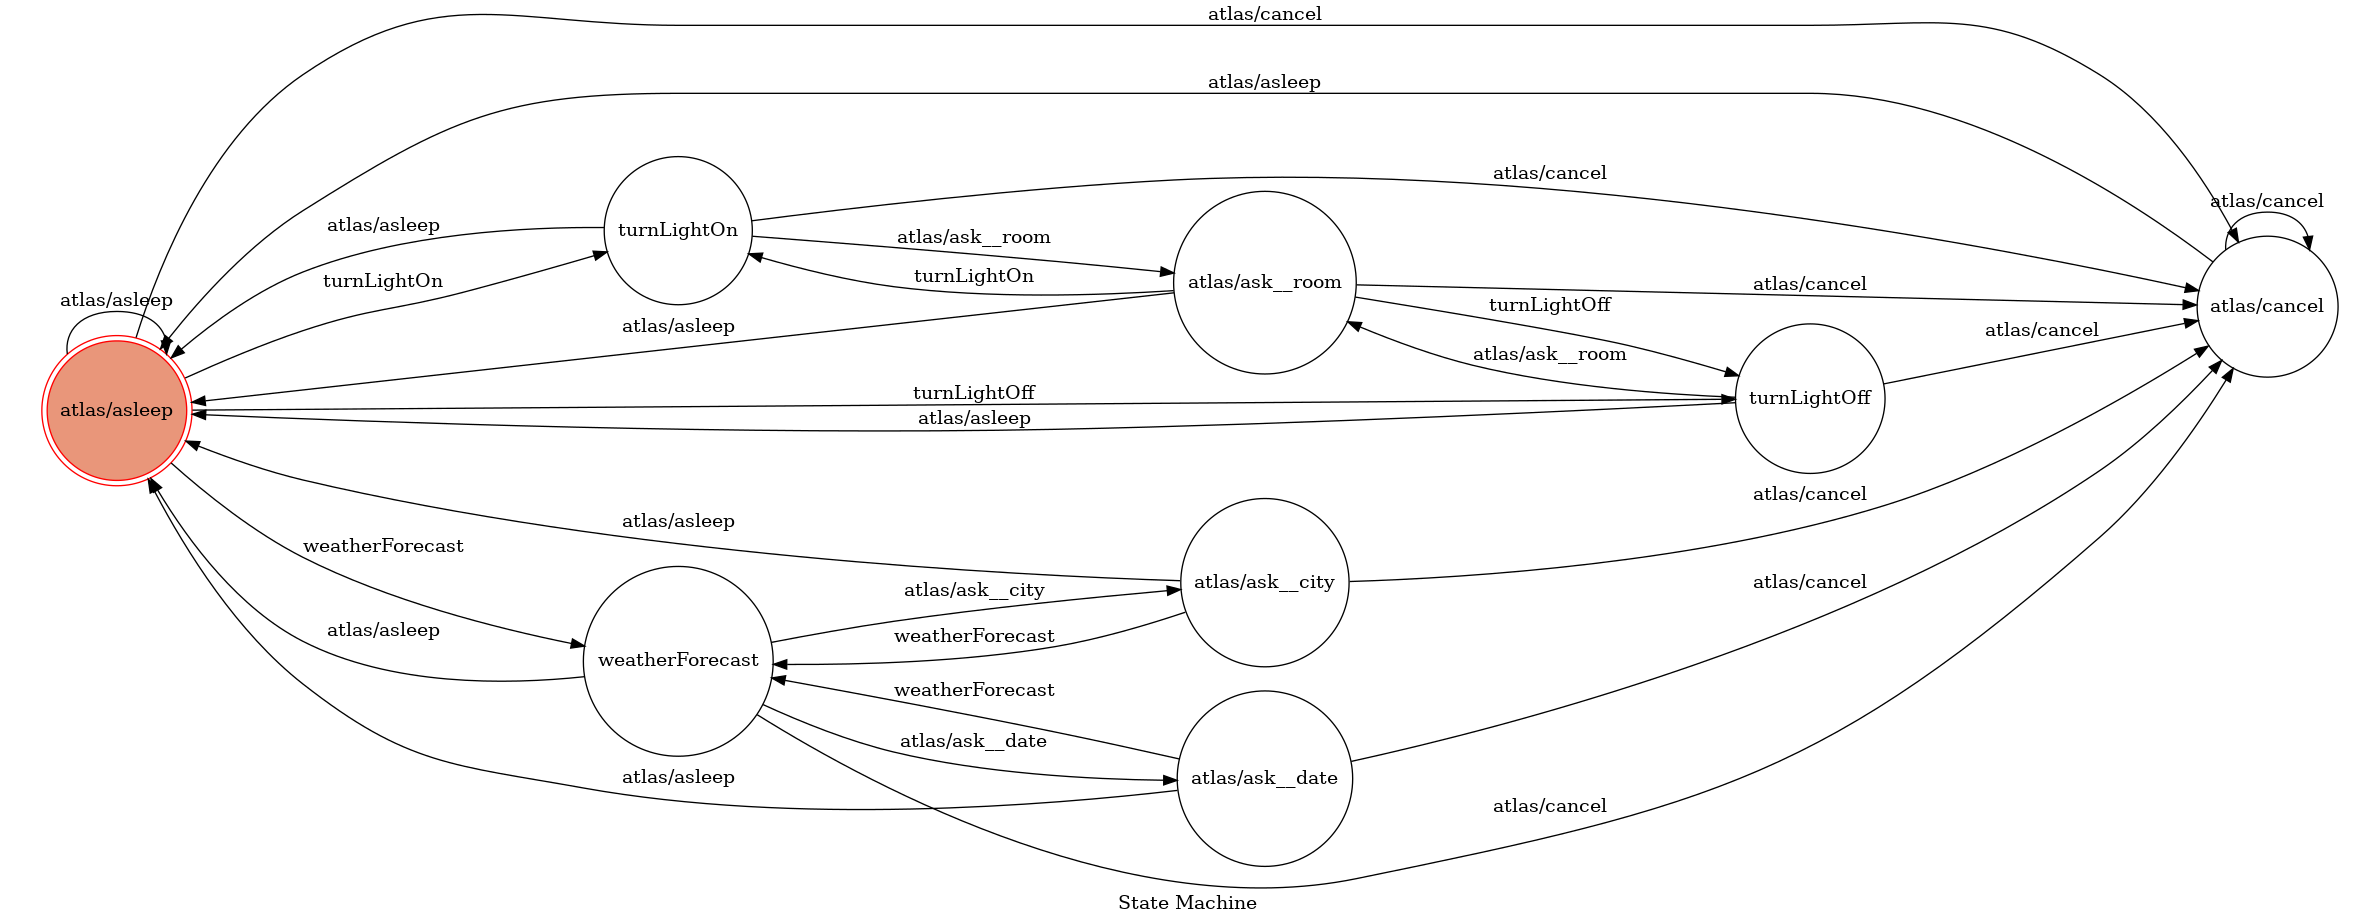 atlas/cancel
atlas/asleep
atlas/cancel
atlas/cancel
atlas/asleep
turnLightOn
atlas/ask__room
turnLightOn
atlas/ask__room
turnLightOn
atlas/cancel
atlas/asleep
turnLightOff
atlas/cancel
atlas/cancel
atlas/asleep
atlas/ask__room
turnLightOff
atlas/asleep
turnLightOff
atlas/asleep
atlas/cancel
atlas/asleep
weatherForecast
atlas/ask__city
atlas/cancel
atlas/ask__city
atlas/asleep
weatherForecast
weatherForecast
weatherForecast
atlas/ask__date
atlas/asleep
atlas/ask__date
atlas/cancel
State Machine